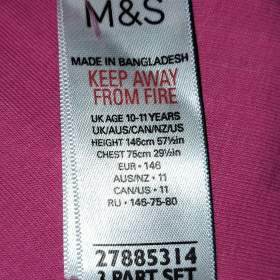 M&S
MADE IN BANGLADESH
KEEP AWAY
FROM FIRE
UK AGE 10-11 YEARS
UK/AUS/CAN/NZ/US
HEIGHT 146cm 57½in
CHEST 75cm 29½in
EUR • 146
AUS/NZ • 11
CAN/US • 11
RU • 146-75-80
27885314
3 PART SET